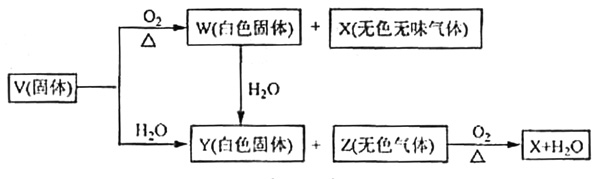 O₂
△
W(白色固体) + X(无色无味气体)
V(固体)
H₂O
H₂O
Y(白色固体) + Z(无色气体)
O₂
△
X+H₂O